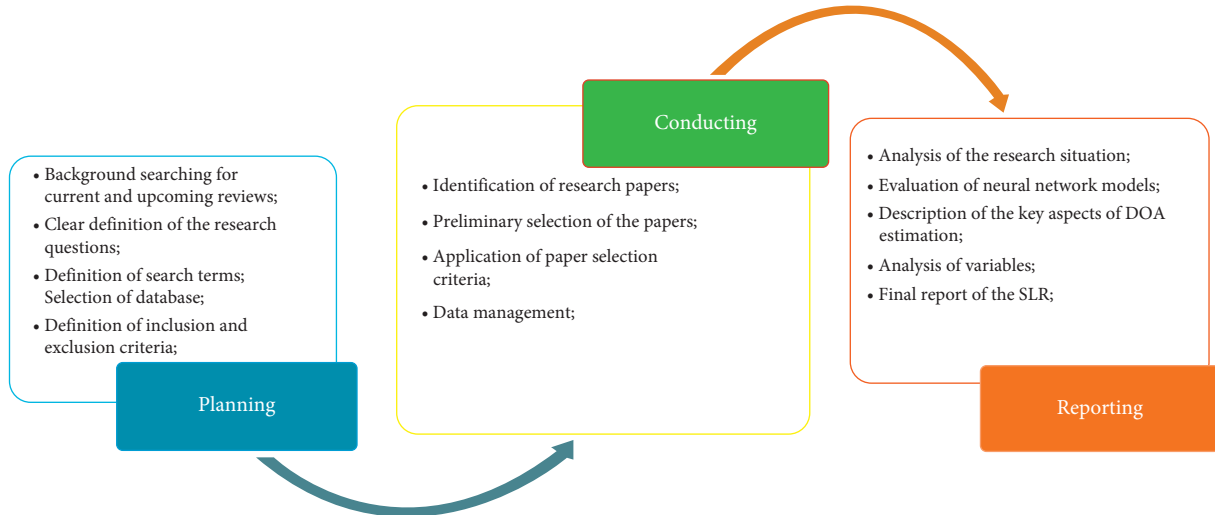 • Background searching for
current and upcoming reviews;
• Clear definition of the research
questions;
• Definition of search terms;
Selection of database;
• Definition of inclusion and
exclusion criteria;
Planning
Conducting
• Identification of research papers;
• Preliminary selection of the papers;
• Application of paper selection
criteria;
• Data management;
• Analysis of the research situation;
• Evaluation of neural network models;
• Description of the key aspects of DOA
estimation;
• Analysis of variables;
• Final report of the SLR;
Reporting